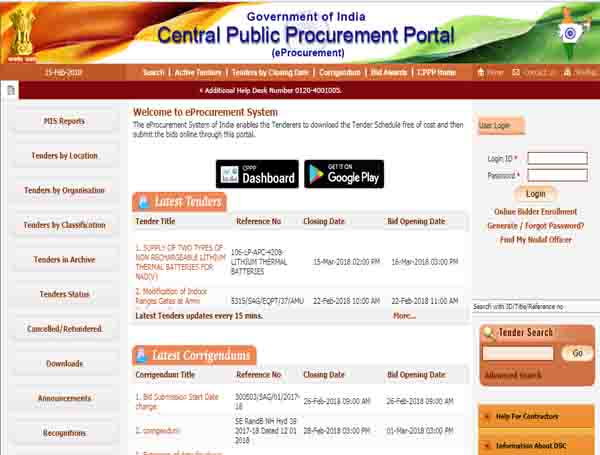 Government of India
Central Public Procurement Portal
(eProcurement)
15-Feb-2018
Search | Active Tenders | Tenders by Closing Date | Corrigendum | Bid Awards | CPPP Home
Home Contact us Sitemap
Additional Help Desk Number 0120-4001005.
MIS Reports
Tenders by Location
Tenders by Organisation
Tenders by Classification
Tenders in Archive
Tenders Status
Cancelled/Retendered
Downloads
Announcements
Recognitions
Welcome to eProcurement System
The eProcurement System of India enables the Tenderers to download the Tender Schedule free of cost and then
submit the bids online through this portal.
CPPP
Dashboard
GET IT ON
Google Play
Latest Tenders
Tender Title Reference No Closing Date Bid Opening Date
1. SUPPLY OF TWO TYPES OF
NON RECHARGEABLE LITHIUM
THERMAL BATTERIES FOR
NAD(V)
106-LP-APC-4209-
LITHIUM THERMAL
BATTERIES
15-Mar-2018 02:00 PM 16-Mar-2018 03:00 PM
2. Modification of Indoor
Ranges Gates at Amw
5315/SAG/EQPT/37/AMU
22-Feb-2018 10:00 AM 22-Feb-2018 11:00 AM
Latest Tenders updates every 15 mins. More...
Latest Corrigendums
Corrigendum Title Reference No Closing Date Bid Opening Date
1. Bid Submission Start Date
change
300503/SAG/01/2017-
18
26-Feb-2018 09:00 AM 26-Feb-2018 09:00 AM
2. corrigendum
SE RandB NH Hyd 39
2017-18 Dated 12 01
2018
28-Feb-2018 03:00 PM 01-Mar-2018 03:00 PM
User Login
Login ID *
Password *
Login
Online Bidder Enrollment
Generate / Forgot Password?
Find My Nodal Officer
Search with ID/Title/Reference no
Tender Search
Go
Advanced Search
Help For Contractors
Information About DSC